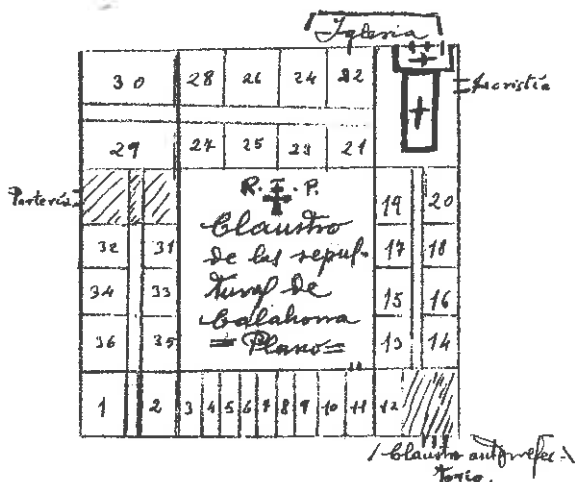 Iglesia
30 28 26 24 22
Sacristía
29 27 25 23 21
Portería
R. I. P.
Claustro
de las sepul-
turas de
Calahorra
= Plano =
19 20
32 31 17 18
34 33 15 16
36 35 13 14
1 2 3 4 5 6 7 8 9 10 11 12
Claustro antirrefec-
torio.